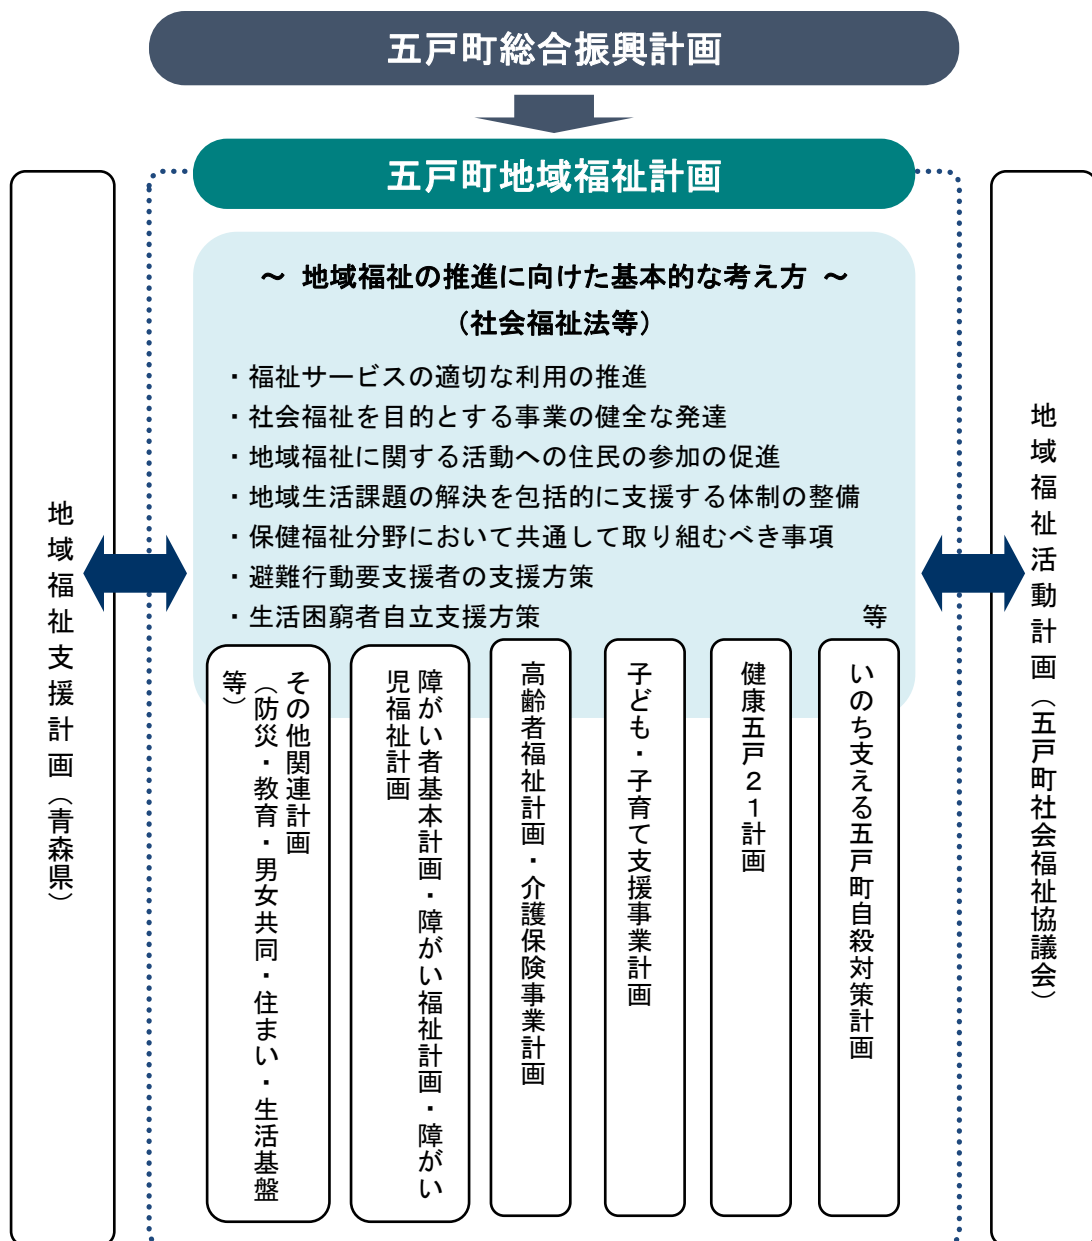 五戸町総合振興計画
五戸町地域福祉計画
～ 地域福祉の推進に向けた基本的な考え方 ～
（社会福祉法等）
・福祉サービスの適切な利用の推進
・社会福祉を目的とする事業の健全な発達
・地域福祉に関する活動への住民の参加の促進
・地域生活課題の解決を包括的に支援する体制の整備
・保健福祉分野において共通して取り組むべき事項
・避難行動要支援者の支援方策
・生活困窮者自立支援方策 等
地域福祉活動計画（五戸町社会福祉協議会）
いのち支える五戸町自殺対策計画
健康五戸２１計画
子ども・子育て支援事業計画
高齢者福祉計画・介護保険事業計画
障がい者基本計画・障がい福祉計画・障がい
児福祉計画
その他関連計画
（防災・教育・男女共同・住まい・生活基盤
等）
地域福祉支援計画（青森県）